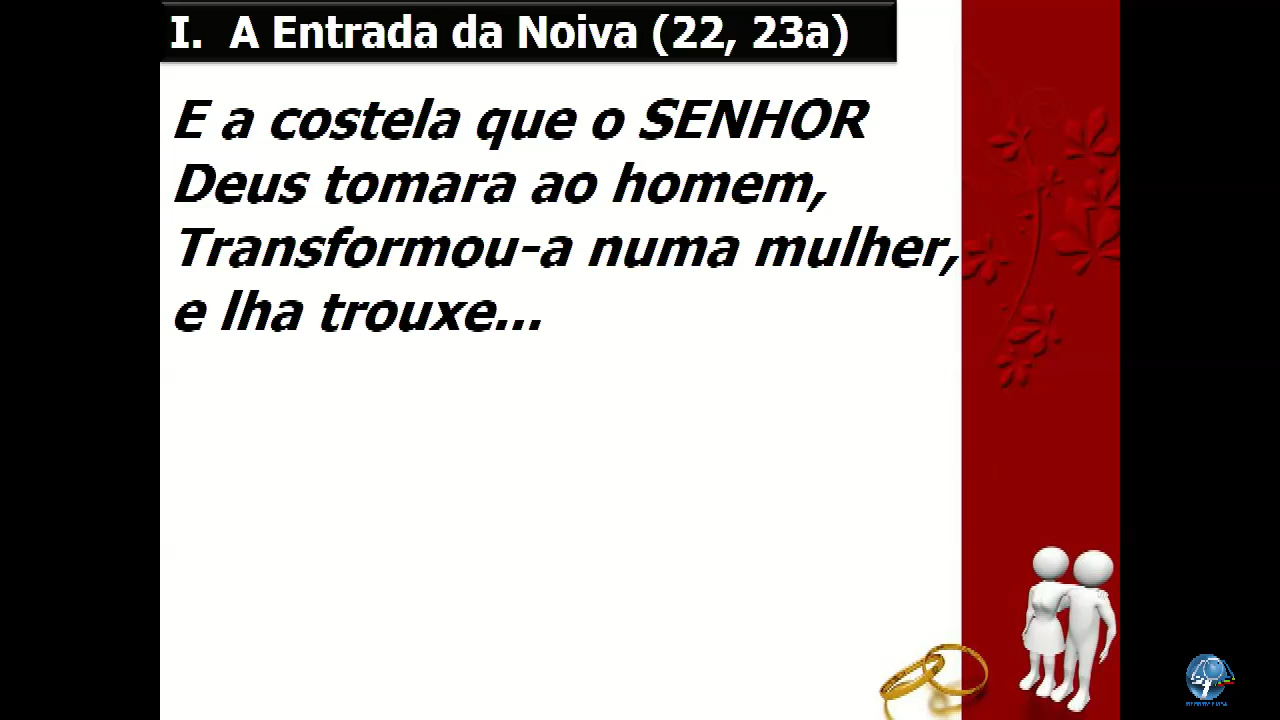 I. A Entrada da Noiva (22, 23a)
E a costela que o SENHOR
Deus tomara ao homem,
Transformou-a numa mulher,
e lha trouxe...